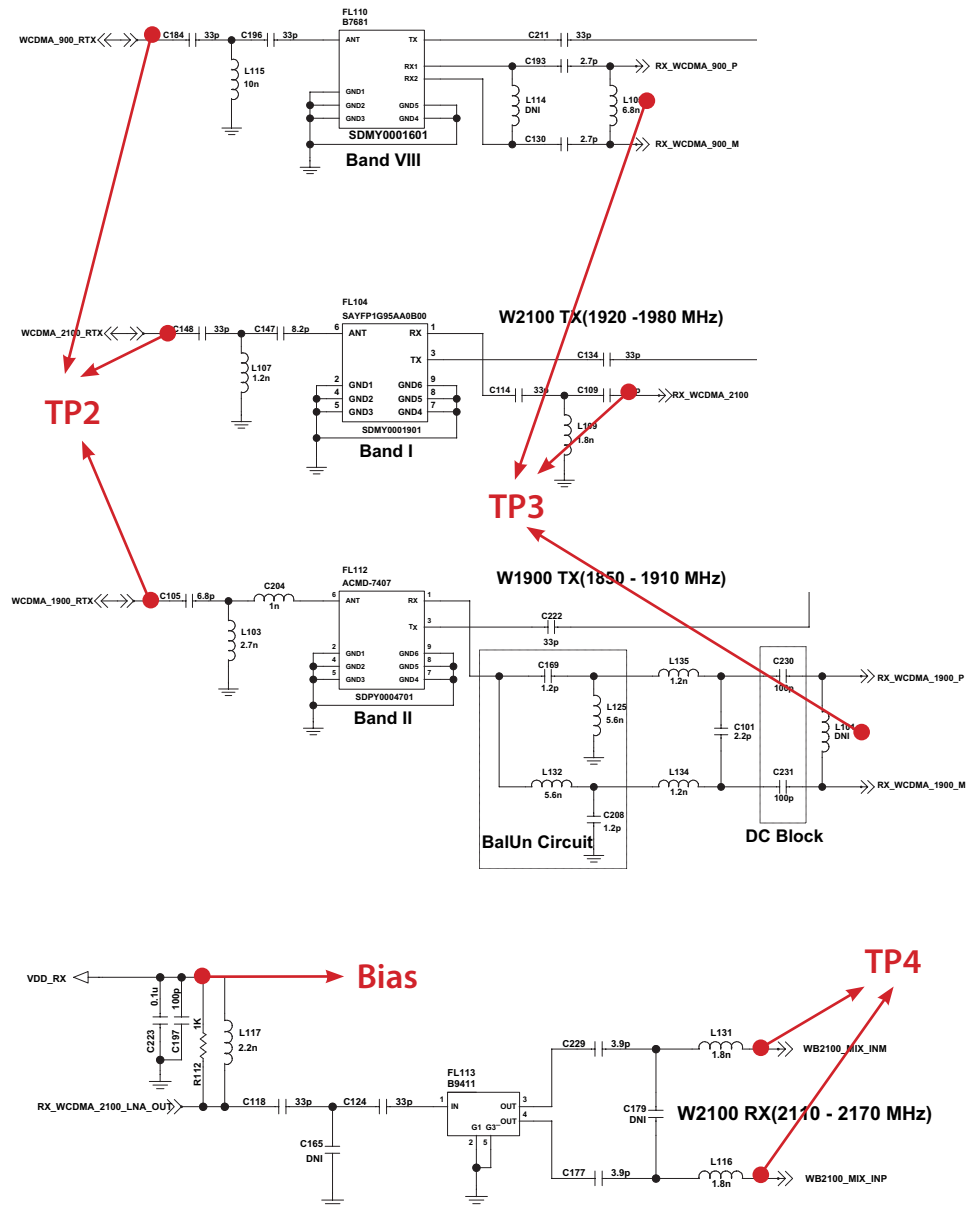 FL110
B7681
WCDMA_900_RTX
C184 33p C196 33p
ANT TX
C211 33p
RX1
RX2
C193 2.7p
RX_WCDMA_900_P
L115
10n
GND1
GND2 GND5
GND3 GND4
L114
DNI
6.8n
SDMY0001601
C130 2.7p
RX_WCDMA_900_M
Band VIII
FL104
SAYFP1G95AA0B00
W2100 TX(1920 -1980 MHz)
WCDMA_2100_RTX
C148 33p C147 8.2p
6 ANT RX 1
TX 3
C134 33p
L107
1.2n
2 GND1 GND6 9
4 GND2 GND5 8
5 GND3 GND4 7
C114 33p C109
RX_WCDMA_2100
TP2
SDMY0001901
L109
1.8n
Band I
TP3
W1900 TX(1850 - 1910 MHz)
FL112
ACMD-7407
WCDMA_1900_RTX
C105 6.8p
C204
1n
6 ANT RX 1
Tx 3
C222
33p
L103
2.7n
2 GND1 GND6 9
4 GND2 GND5 8
5 GND3 GND4 7
SDPY0004701
Band II
C169
1.2p
L135
1.2n
C230
100p
RX_WCDMA_1900_P
L125
5.6n
C101
2.2p
DNI
L132
5.6n
L134
1.2n
C231
100p
RX_WCDMA_1900_M
C208
1.2p
BalUn Circuit
DC Block
VDD_RX
Bias
TP4
0.1u
100p
1K
C223
C197
R112
L117
2.2n
RX_WCDMA_2100_LNA_OUT
C118 33p C124 33p
C165
DNI
FL113
B9411
1 IN OUT 3
OUT 4
G1 G3
2 5
C229 3.9p
L131
1.8n
WB2100_MIX_INM
C179
DNI
W2100 RX(2110 - 2170 MHz)
C177 3.9p
L116
1.8n
WB2100_MIX_INP